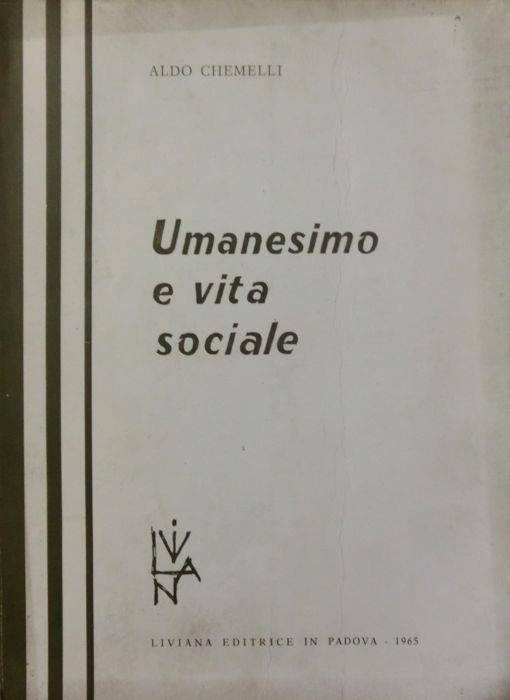 ALDO CHEMELLI
Umanesimo
e vita
sociale
LIVIANA EDITRICE IN PADOVA - 1965